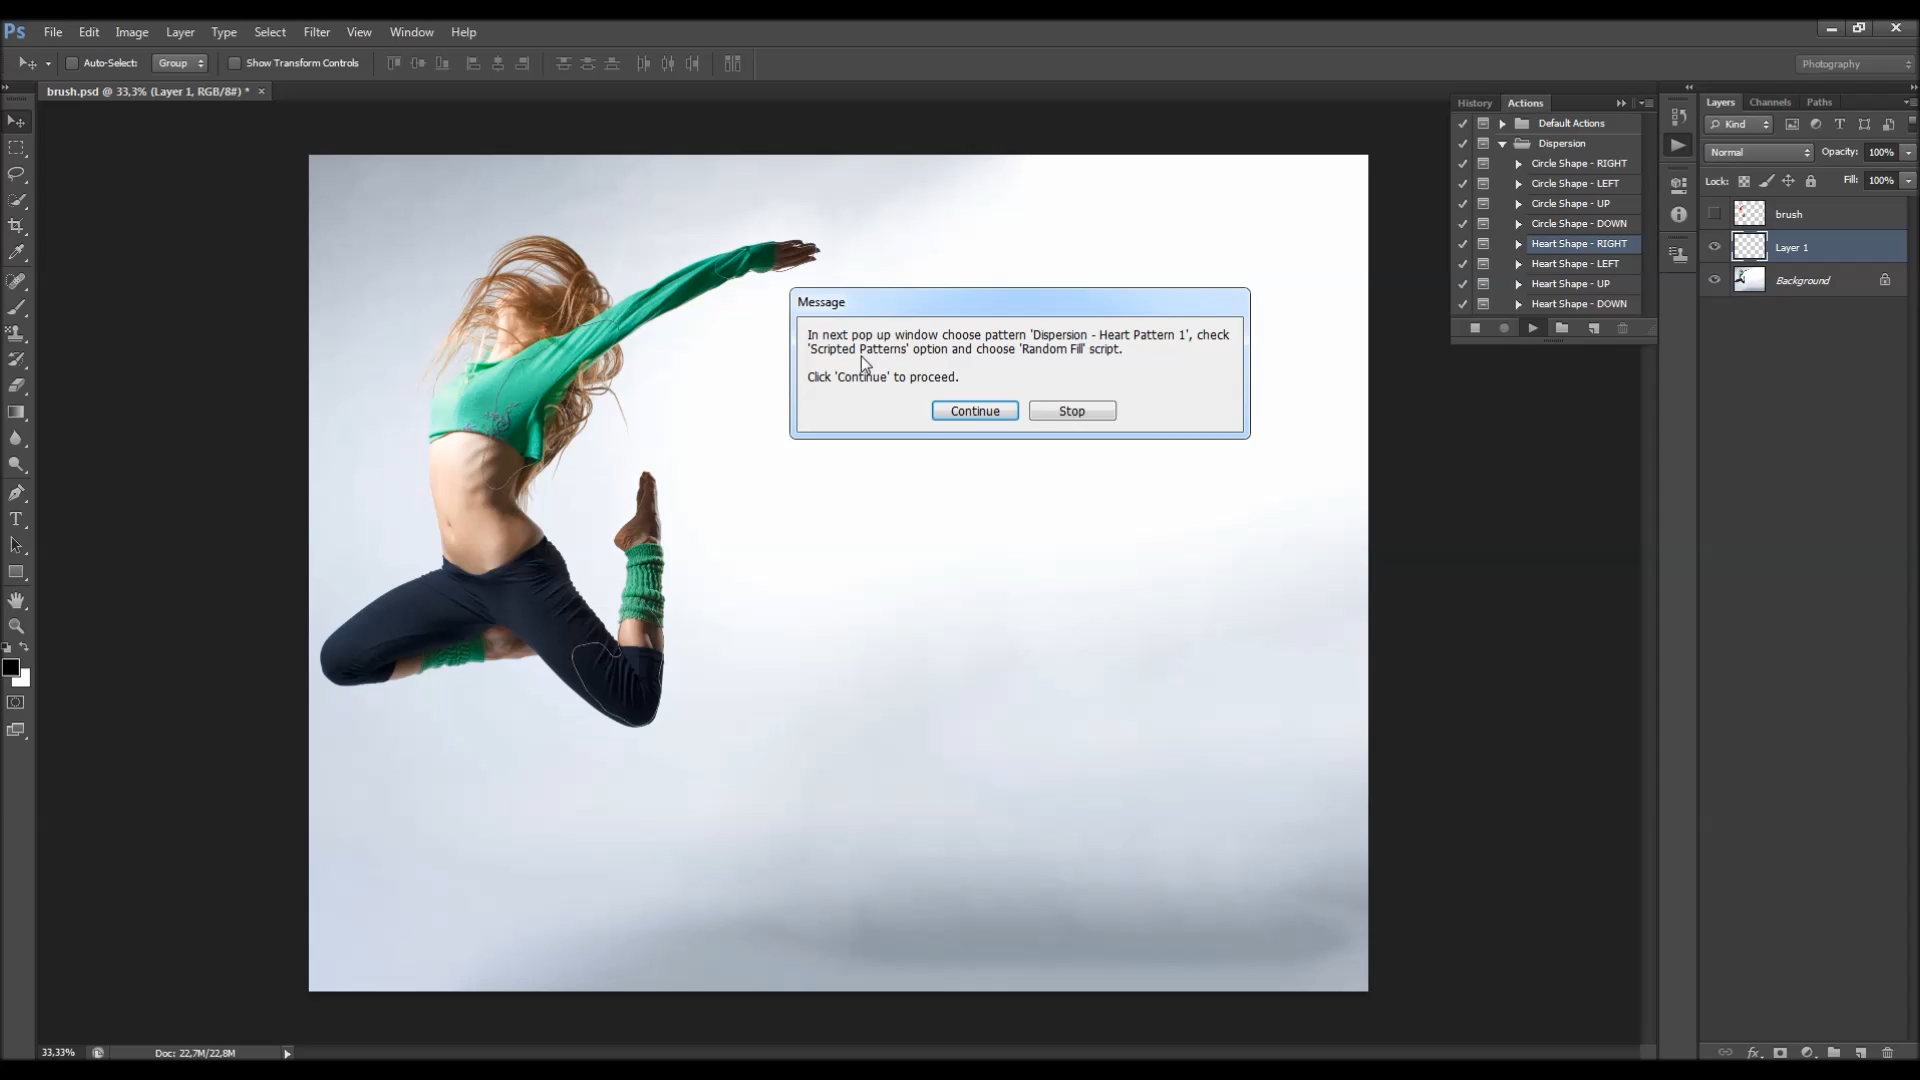 Ps File Edit Image Layer Type Select Filter View Window Help
Auto-Select: Group Show Transform Controls Photography
brush.psd @ 33,3% (Layer 1, RGB/8#) * ×
History Actions
Default Actions
Dispersion
Circle Shape - RIGHT
Circle Shape - LEFT
Circle Shape - UP
Circle Shape - DOWN
Heart Shape - RIGHT
Heart Shape - LEFT
Heart Shape - UP
Heart Shape - DOWN
Layers Channels Paths
Kind
Normal Opacity: 100%
Lock: Fill: 100%
brush
Layer 1
Background
Message
In next pop up window choose pattern 'Dispersion - Heart Pattern 1', check
'Scripted Patterns' option and choose 'Random Fill' script.
Click 'Continue' to proceed.
Continue Stop
33,33% Doc: 22,7M/22,8M